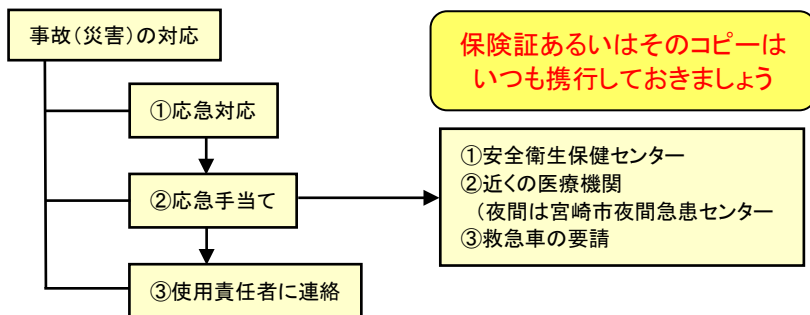 事故(災害)の対応
保険証あるいはそのコピーは
いつも携行しておきましょう
①応急対応
②応急手当て
③使用責任者に連絡
①安全衛生保健センター
②近くの医療機関
(夜間は宮崎市夜間急患センター
③救急車の要請